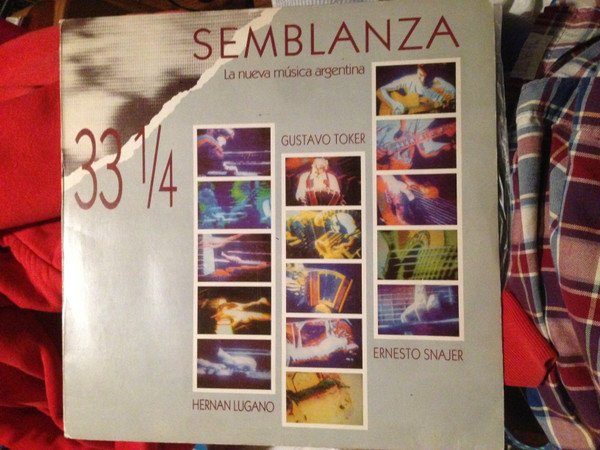 SEMBLANZA
La nueva música argentina
33 1/4
GUSTAVO TOKER
ERNESTO SNAJER
HERNAN LUGANO